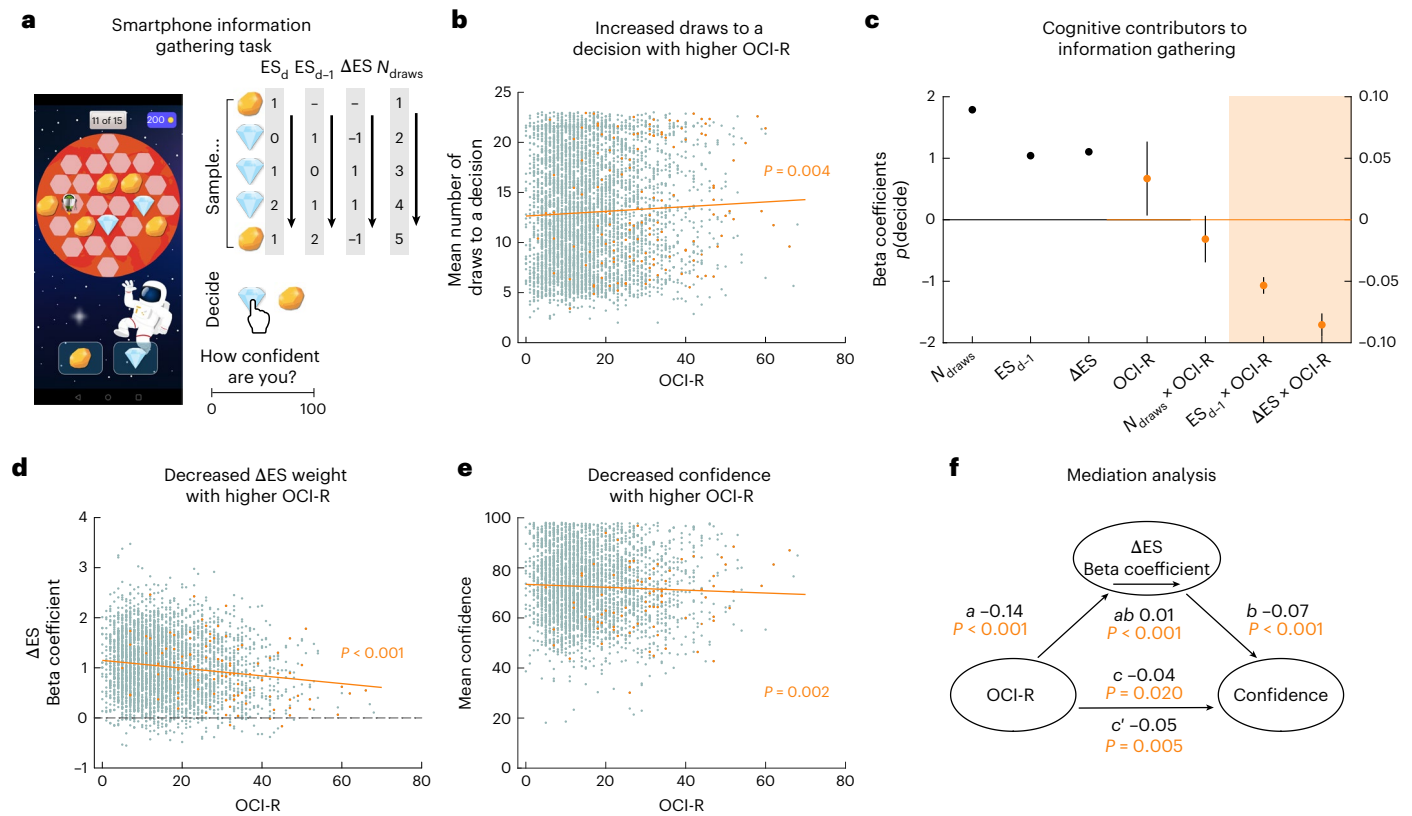 a
Smartphone information
gathering task
ES_d ES_d–1 ΔES N_draws
11 of 15
200
Sample...
1 – – 1
0 1 –1 2
1 0 1 3
2 1 1 4
1 2 –1 5
Decide
How confident
are you?
0 100
b
Increased draws to a
decision with higher OCI-R
Mean number of
draws to a decision
25
20
15
10
5
0
P = 0.004
0 20 40 60 80
OCI-R
c
Cognitive contributors to
information gathering
Beta coefficients
p(decide)
2
1
0
–1
–2
0.10
0.05
0
–0.05
–0.10
N_draws
ES_d–1
ΔES
OCI-R
N_draws × OCI-R
ES_d–1 × OCI-R
ΔES × OCI-R
d
Decreased ΔES weight
with higher OCI-R
ΔES
Beta coefficient
4
3
2
1
0
–1
P < 0.001
0 20 40 60 80
OCI-R
e
Decreased confidence
with higher OCI-R
Mean confidence
100
80
60
40
20
0
P = 0.002
0 20 40 60 80
OCI-R
f
Mediation analysis
ΔES
Beta coefficient
a –0.14
P < 0.001
ab 0.01
P < 0.001
b –0.07
P < 0.001
OCI-R
c –0.04
P = 0.020
c′ –0.05
P = 0.005
Confidence